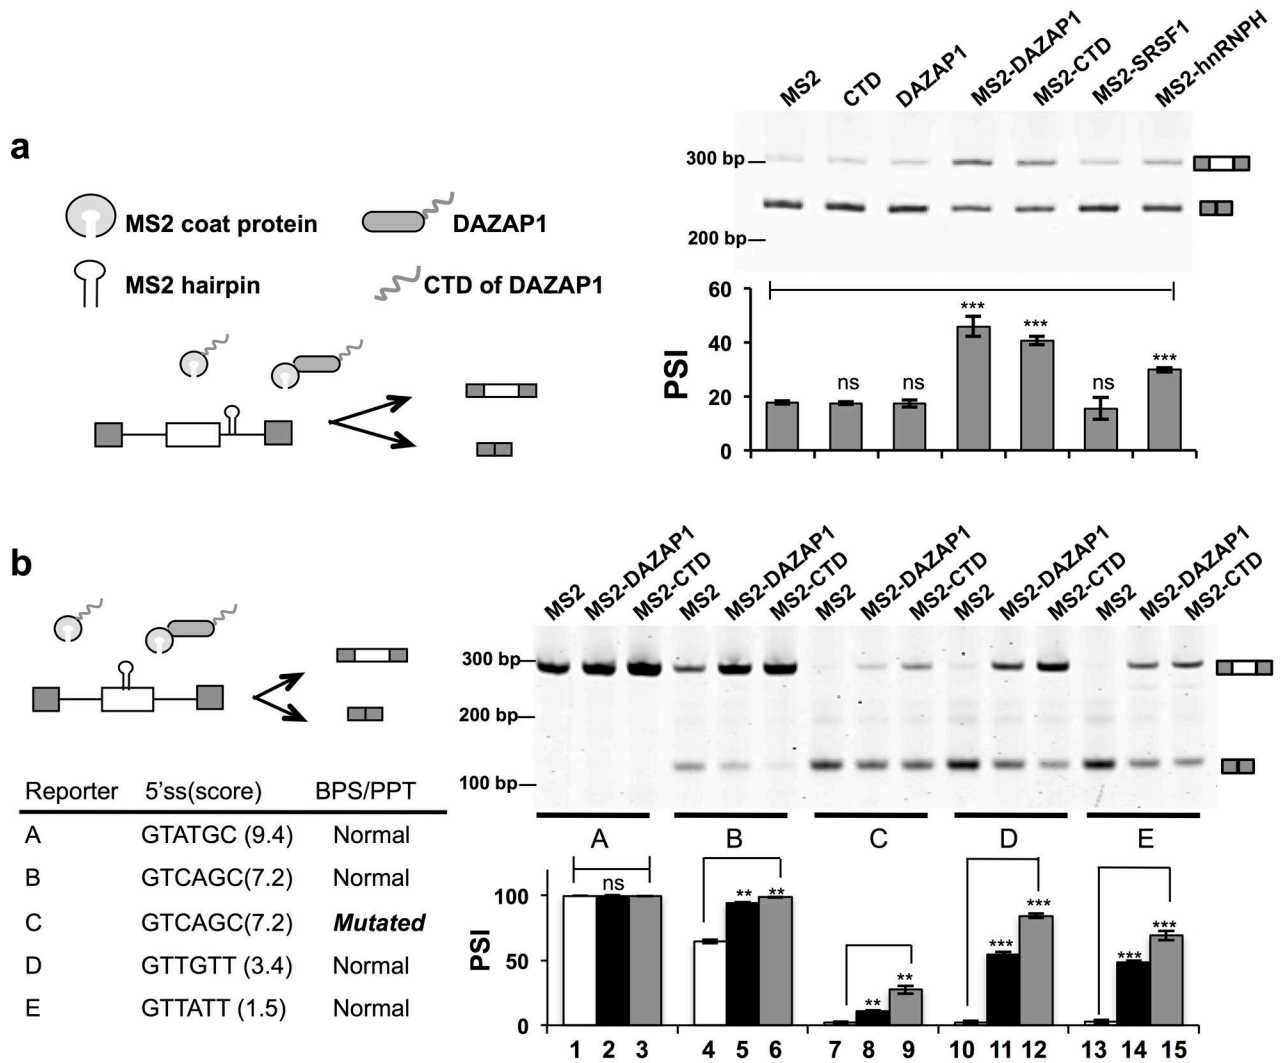 a
MS2 coat protein
DAZAP1
MS2 hairpin
CTD of DAZAP1
MS2
CTD
DAZAP1
MS2-DAZAP1
MS2-CTD
MS2-SRSF1
MS2-hnRNPH
300 bp
200 bp
PSI
60
40
20
0
ns
ns
***
***
ns
***
b
MS2
MS2-DAZAP1
MS2-CTD
MS2
MS2-DAZAP1
MS2-CTD
MS2
MS2-DAZAP1
MS2-CTD
MS2
MS2-DAZAP1
MS2-CTD
MS2
MS2-DAZAP1
MS2-CTD
300 bp
200 bp
100 bp
A B C D E
Reporter 5'ss(score) BPS/PPT
A GTATGC (9.4) Normal
B GTCAGC(7.2) Normal
C GTCAGC(7.2) Mutated
D GTTGTT (3.4) Normal
E GTTATT (1.5) Normal
PSI
100
50
0
ns
** **
** **
*** ***
*** ***
1 2 3 4 5 6 7 8 9 10 11 12 13 14 15